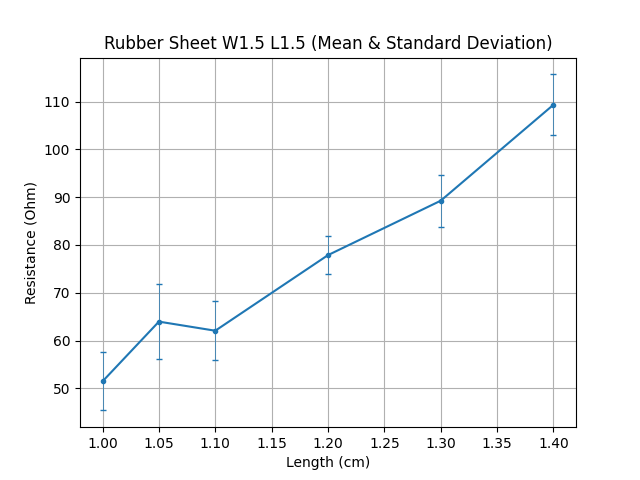 Rubber Sheet W1.5 L1.5 (Mean & Standard Deviation)
Resistance (Ohm)
110
100
90
80
70
60
50
1.00 1.05 1.10 1.15 1.20 1.25 1.30 1.35 1.40
Length (cm)